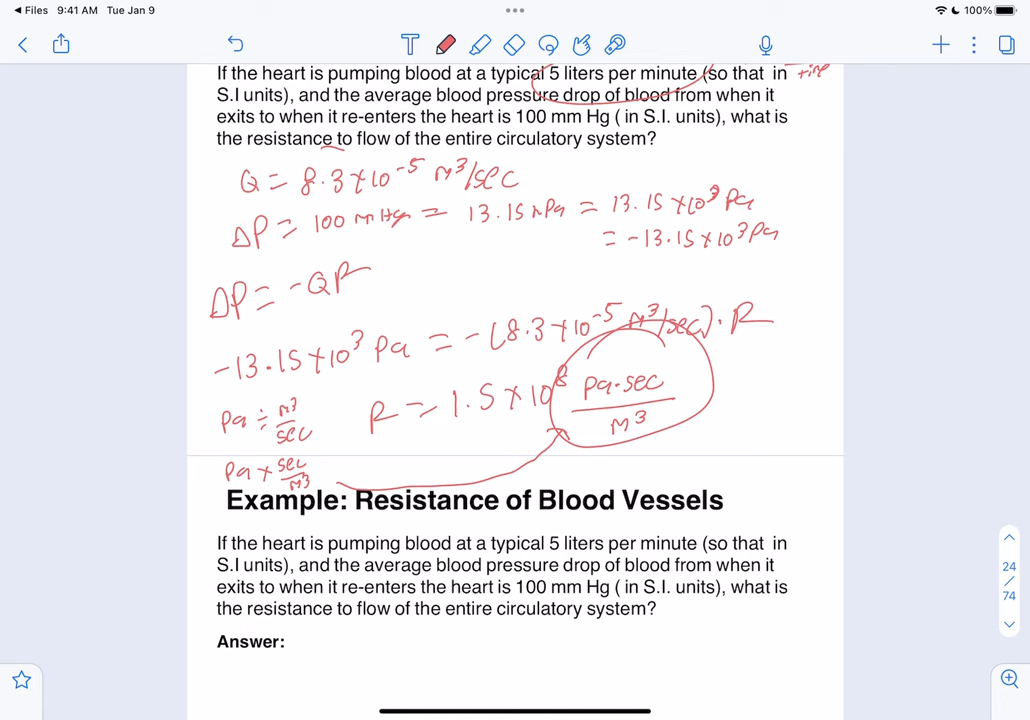 Files 9:41 AM Tue Jan 9 100%
If the heart is pumping blood at a typical 5 liters per minute (so that in
S.I units), and the average blood pressure drop of blood from when it
exits to when it re-enters the heart is 100 mm Hg ( in S.I. units), what is
the resistance to flow of the entire circulatory system?
Q = 8.3 × 10⁻⁵ m³/sec
ΔP = 100 mmHg = 13.15 kPa = 13.15 × 10³ Pa
= -13.15 × 10³ Pa
ΔP = -QR
-13.15 × 10³ Pa = -(8.3 × 10⁻⁵ m³/sec) · R
Pa ÷ m³/sec
R = 1.5 × 10⁸ Pa·sec/m³
Pa × sec/m³
Example: Resistance of Blood Vessels
If the heart is pumping blood at a typical 5 liters per minute (so that in
S.I units), and the average blood pressure drop of blood from when it
exits to when it re-enters the heart is 100 mm Hg ( in S.I. units), what is
the resistance to flow of the entire circulatory system?
Answer:
24
/
74